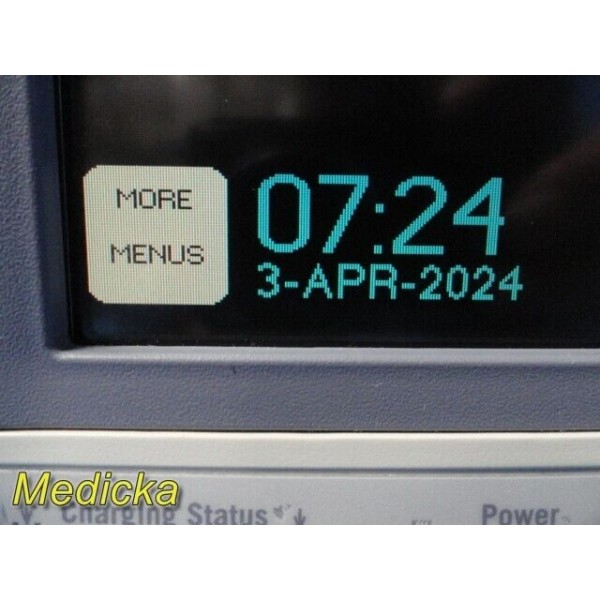 MORE
MENUS
07:24
3-APR-2024
Medicka
Charging Status
Power